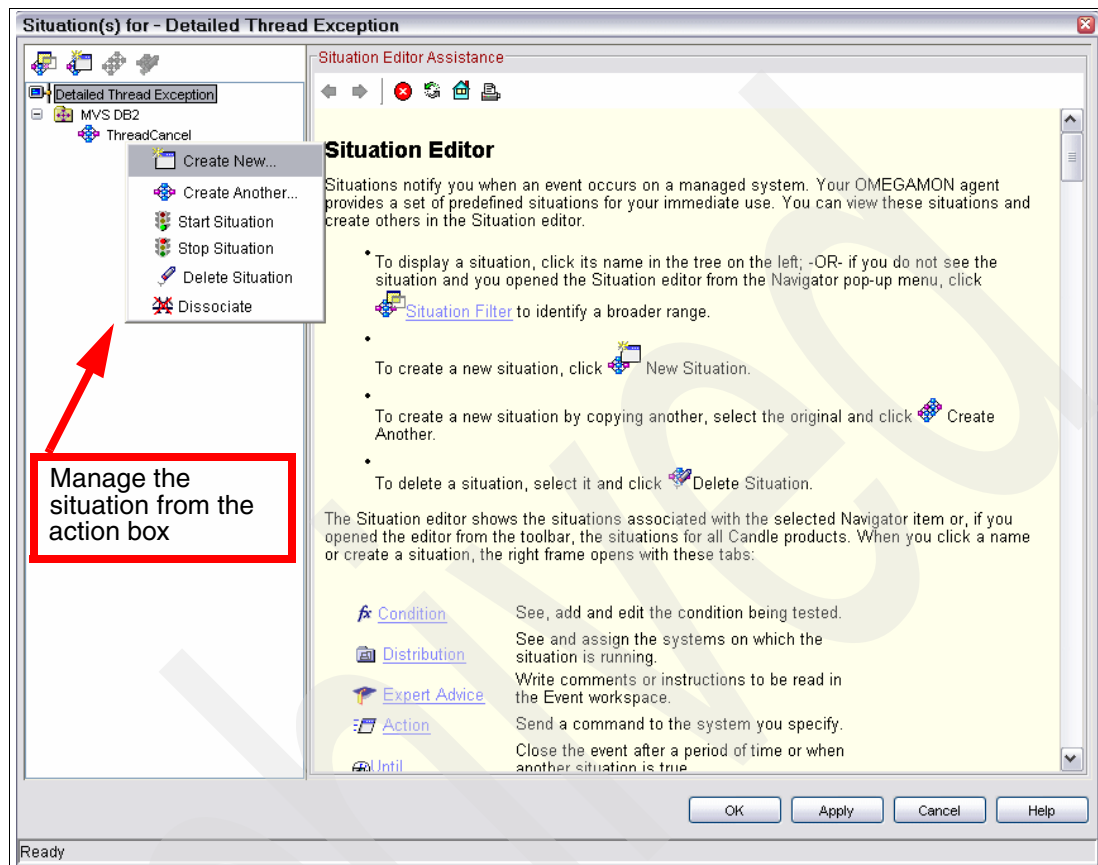 Situation(s) for - Detailed Thread Exception
Detailed Thread Exception
MVS DB2
ThreadCancel
Create New...
Create Another...
Start Situation
Stop Situation
Delete Situation
Dissociate
Manage the
situation from the
action box
Situation Editor Assistance
Situation Editor
Situations notify you when an event occurs on a managed system. Your OMEGAMON agent
provides a set of predefined situations for your immediate use. You can view these situations and
create others in the Situation editor.
• To display a situation, click its name in the tree on the left; -OR- if you do not see the
situation and you opened the Situation editor from the Navigator pop-up menu, click
Situation Filter to identify a broader range.
•
To create a new situation, click New Situation.
•
To create a new situation by copying another, select the original and click Create
Another.
•
To delete a situation, select it and click Delete Situation.
The Situation editor shows the situations associated with the selected Navigator item or, if you
opened the editor from the toolbar, the situations for all Candle products. When you click a name
or create a situation, the right frame opens with these tabs:
fx Condition See, add and edit the condition being tested.
Distribution See and assign the systems on which the
situation is running.
Expert Advice Write comments or instructions to be read in
the Event workspace.
Action Send a command to the system you specify.
Until Close the event after a period of time or when
another situation is true
OK Apply Cancel Help
Ready